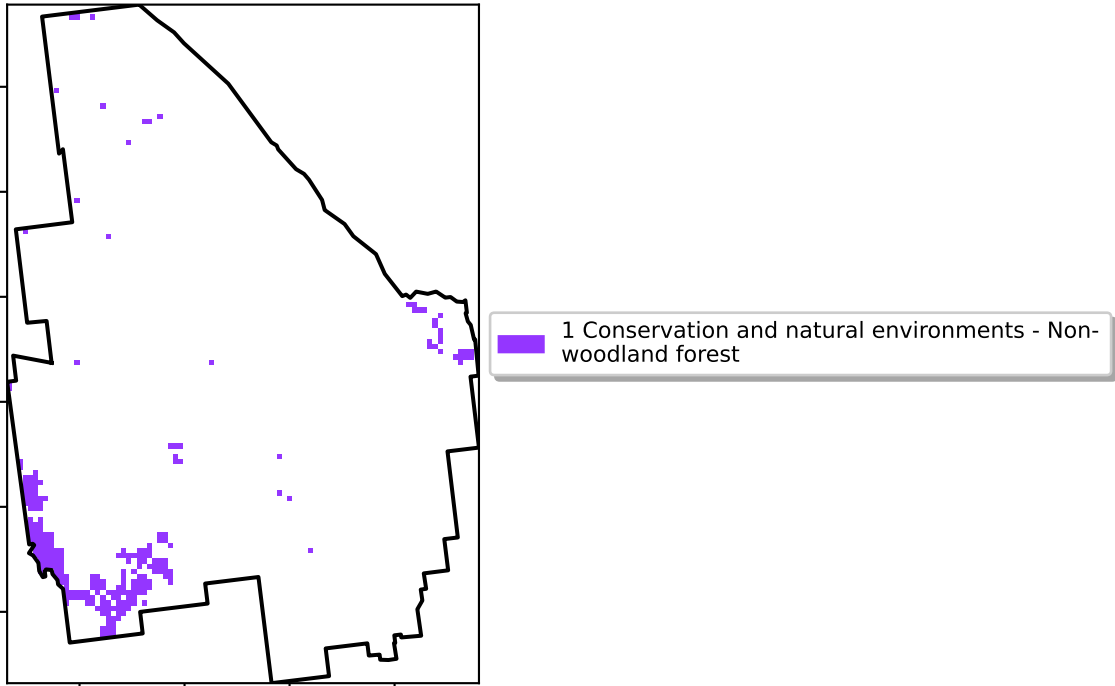 1 Conservation and natural environments - Non-
woodland forest